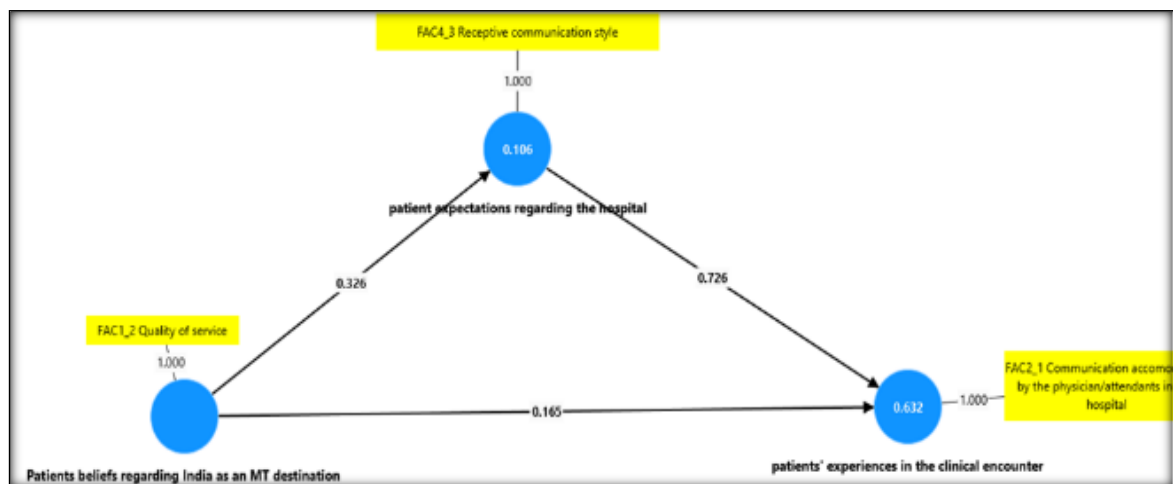 FAC4_3 Receptive communication style
1.000
0.106
patient expectations regarding the hospital
0.326
0.726
FAC1_2 Quality of service
1.000
0.165
0.632
1.000
FAC2_1 Communication accomo
by the physician/attendants in
hospital
Patients beliefs regarding India as an MT destination
patients' experiences in the clinical encounter